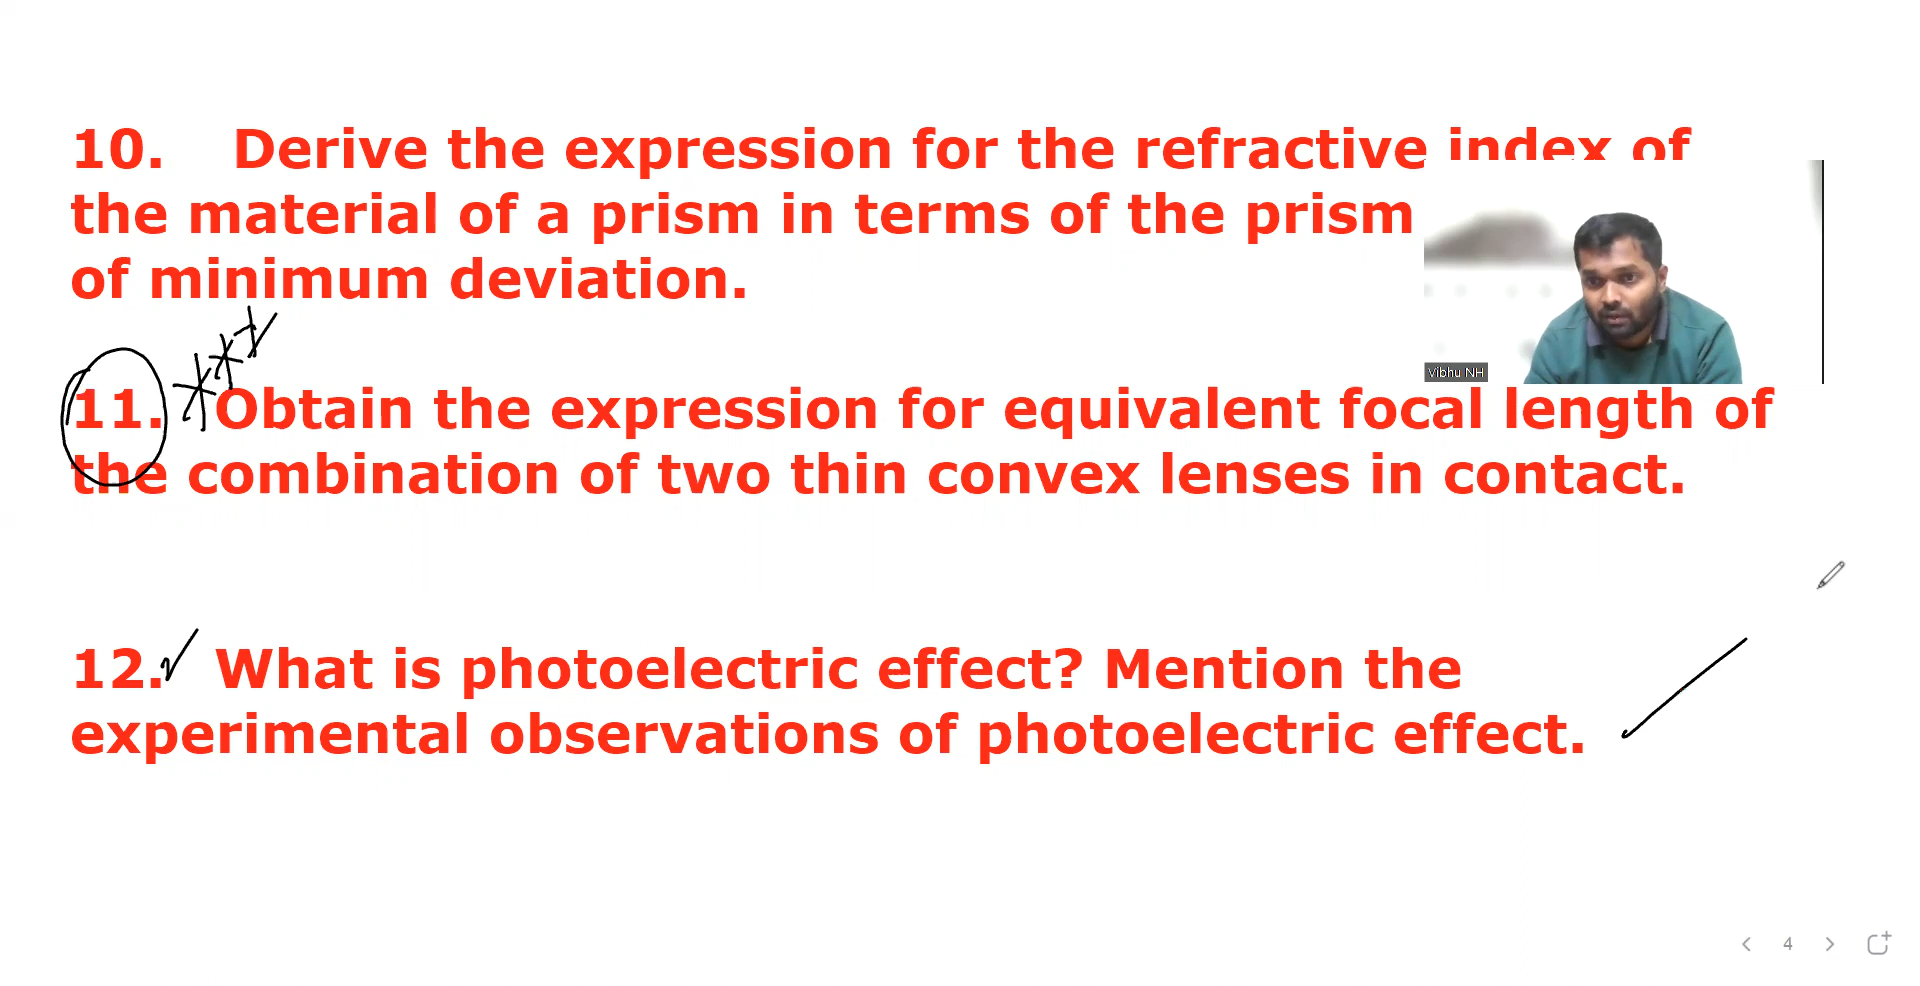 10. Derive the expression for the refractive index of
the material of a prism in terms of the prism
of minimum deviation.
Vibhu NH
11. Obtain the expression for equivalent focal length of
the combination of two thin convex lenses in contact.
12. What is photoelectric effect? Mention the
experimental observations of photoelectric effect.
4